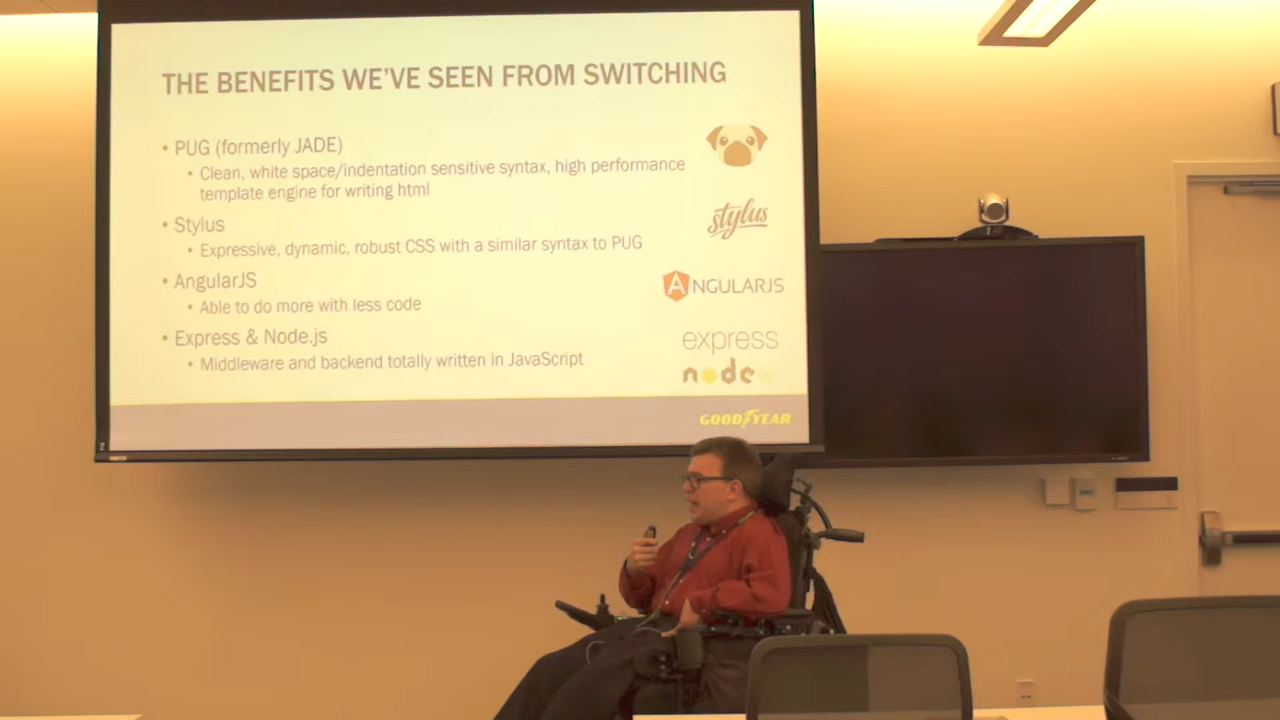 THE BENEFITS WE'VE SEEN FROM SWITCHING
• PUG (formerly JADE)
• Clean, white space/indentation sensitive syntax, high performance
template engine for writing html
• Stylus
• Expressive, dynamic, robust CSS with a similar syntax to PUG
• AngularJS
• Able to do more with less code
• Express & Node.js
• Middleware and backend totally written in JavaScript
stylus
ANGULARJS
express
node
GOODYEAR